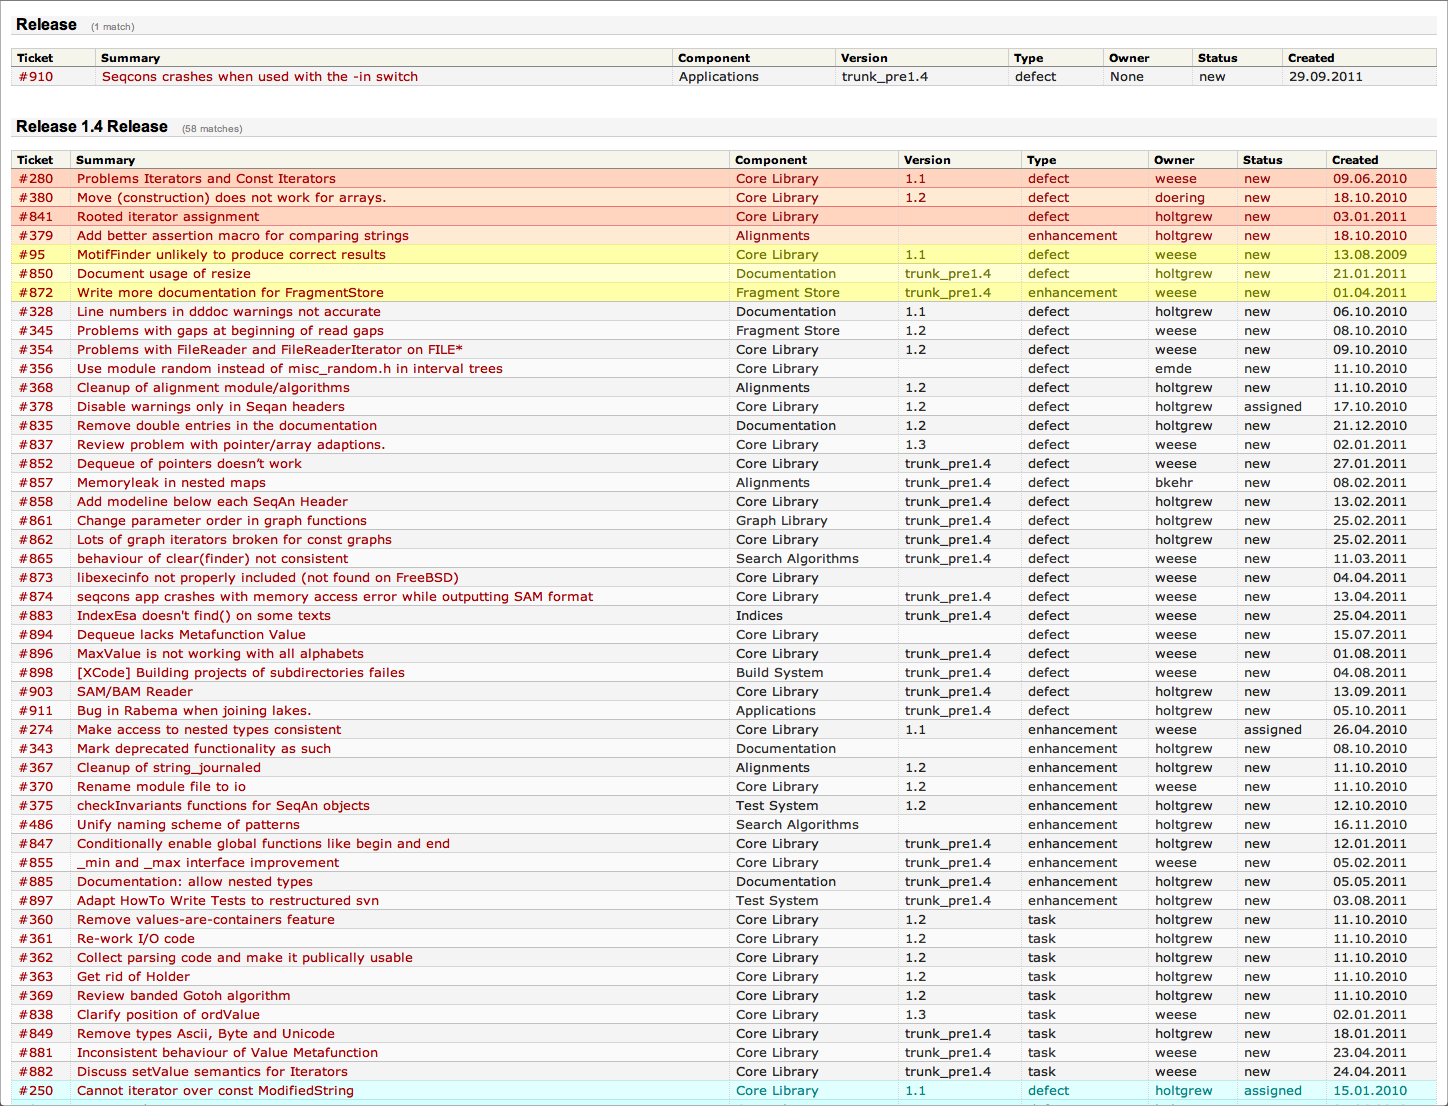 Release (1 match)
Ticket Summary Component Version Type Owner Status Created
#910 Seqcons crashes when used with the -in switch Applications trunk_pre1.4 defect None new 29.09.2011
Release 1.4 Release (58 matches)
Ticket Summary Component Version Type Owner Status Created
#280 Problems Iterators and Const Iterators Core Library 1.1 defect weese new 09.06.2010
#380 Move (construction) does not work for arrays. Core Library 1.2 defect doering new 18.10.2010
#841 Rooted iterator assignment Core Library defect holtgrew new 03.01.2011
#379 Add better assertion macro for comparing strings Alignments enhancement holtgrew new 18.10.2010
#95 MotifFinder unlikely to produce correct results Core Library 1.1 defect weese new 13.08.2009
#850 Document usage of resize Documentation trunk_pre1.4 defect holtgrew new 21.01.2011
#872 Write more documentation for FragmentStore Fragment Store trunk_pre1.4 enhancement weese new 01.04.2011
#328 Line numbers in dddoc warnings not accurate Documentation 1.1 defect holtgrew new 06.10.2010
#345 Problems with gaps at beginning of read gaps Fragment Store 1.2 defect weese new 08.10.2010
#354 Problems with FileReader and FileReaderIterator on FILE* Core Library 1.2 defect weese new 09.10.2010
#356 Use module random instead of misc_random.h in interval trees Core Library defect emde new 11.10.2010
#368 Cleanup of alignment module/algorithms Alignments 1.2 defect holtgrew new 11.10.2010
#378 Disable warnings only in Seqan headers Core Library 1.2 defect holtgrew assigned 17.10.2010
#835 Remove double entries in the documentation Documentation 1.2 defect holtgrew new 21.12.2010
#837 Review problem with pointer/array adaptions. Core Library 1.3 defect weese new 02.01.2011
#852 Dequeue of pointers doesn't work Core Library trunk_pre1.4 defect weese new 27.01.2011
#857 Memoryleak in nested maps Alignments trunk_pre1.4 defect bkehr new 08.02.2011
#858 Add modeline below each SeqAn Header Core Library trunk_pre1.4 defect holtgrew new 13.02.2011
#861 Change parameter order in graph functions Graph Library trunk_pre1.4 defect holtgrew new 25.02.2011
#862 Lots of graph iterators broken for const graphs Core Library trunk_pre1.4 defect holtgrew new 25.02.2011
#865 behaviour of clear(finder) not consistent Search Algorithms trunk_pre1.4 defect weese new 11.03.2011
#873 libexecinfo not properly included (not found on FreeBSD) Core Library defect weese new 04.04.2011
#874 seqcons app crashes with memory access error while outputting SAM format Core Library trunk_pre1.4 defect weese new 13.04.2011
#883 IndexEsa doesn't find() on some texts Indices trunk_pre1.4 defect weese new 25.04.2011
#894 Dequeue lacks Metafunction Value Core Library defect weese new 15.07.2011
#896 MaxValue is not working with all alphabets Core Library trunk_pre1.4 defect weese new 01.08.2011
#898 [XCode] Building projects of subdirectories failes Build System trunk_pre1.4 defect weese new 04.08.2011
#903 SAM/BAM Reader Core Library trunk_pre1.4 defect holtgrew new 13.09.2011
#911 Bug in Rabema when joining lakes. Applications trunk_pre1.4 defect holtgrew new 05.10.2011
#274 Make access to nested types consistent Core Library 1.1 enhancement weese assigned 26.04.2010
#343 Mark deprecated functionality as such Documentation enhancement holtgrew new 08.10.2010
#367 Cleanup of string_journaled Alignments 1.2 enhancement holtgrew new 11.10.2010
#370 Rename module file to io Core Library 1.2 enhancement weese new 11.10.2010
#375 checkInvariants functions for SeqAn objects Test System 1.2 enhancement holtgrew new 12.10.2010
#486 Unify naming scheme of patterns Search Algorithms enhancement holtgrew new 16.11.2010
#847 Conditionally enable global functions like begin and end Core Library trunk_pre1.4 enhancement holtgrew new 12.01.2011
#855 _min and _max interface improvement Core Library trunk_pre1.4 enhancement weese new 05.02.2011
#885 Documentation: allow nested types Documentation trunk_pre1.4 enhancement holtgrew new 05.05.2011
#897 Adapt HowTo Write Tests to restructured svn Test System trunk_pre1.4 enhancement holtgrew new 03.08.2011
#360 Remove values-are-containers feature Core Library 1.2 task holtgrew new 11.10.2010
#361 Re-work I/O code Core Library 1.2 task holtgrew new 11.10.2010
#362 Collect parsing code and make it publically usable Core Library 1.2 task holtgrew new 11.10.2010
#363 Get rid of Holder Core Library 1.2 task holtgrew new 11.10.2010
#369 Review banded Gotoh algorithm Core Library 1.2 task holtgrew new 11.10.2010
#838 Clarify position of ordValue Core Library 1.3 task weese new 02.01.2011
#849 Remove types Ascii, Byte and Unicode Core Library trunk_pre1.4 task holtgrew new 18.01.2011
#881 Inconsistent behaviour of Value Metafunction Core Library trunk_pre1.4 task weese new 23.04.2011
#882 Discuss setValue semantics for Iterators Core Library trunk_pre1.4 task weese new 24.04.2011
#250 Cannot iterator over const ModifiedString Core Library 1.1 defect holtgrew assigned 15.01.2010